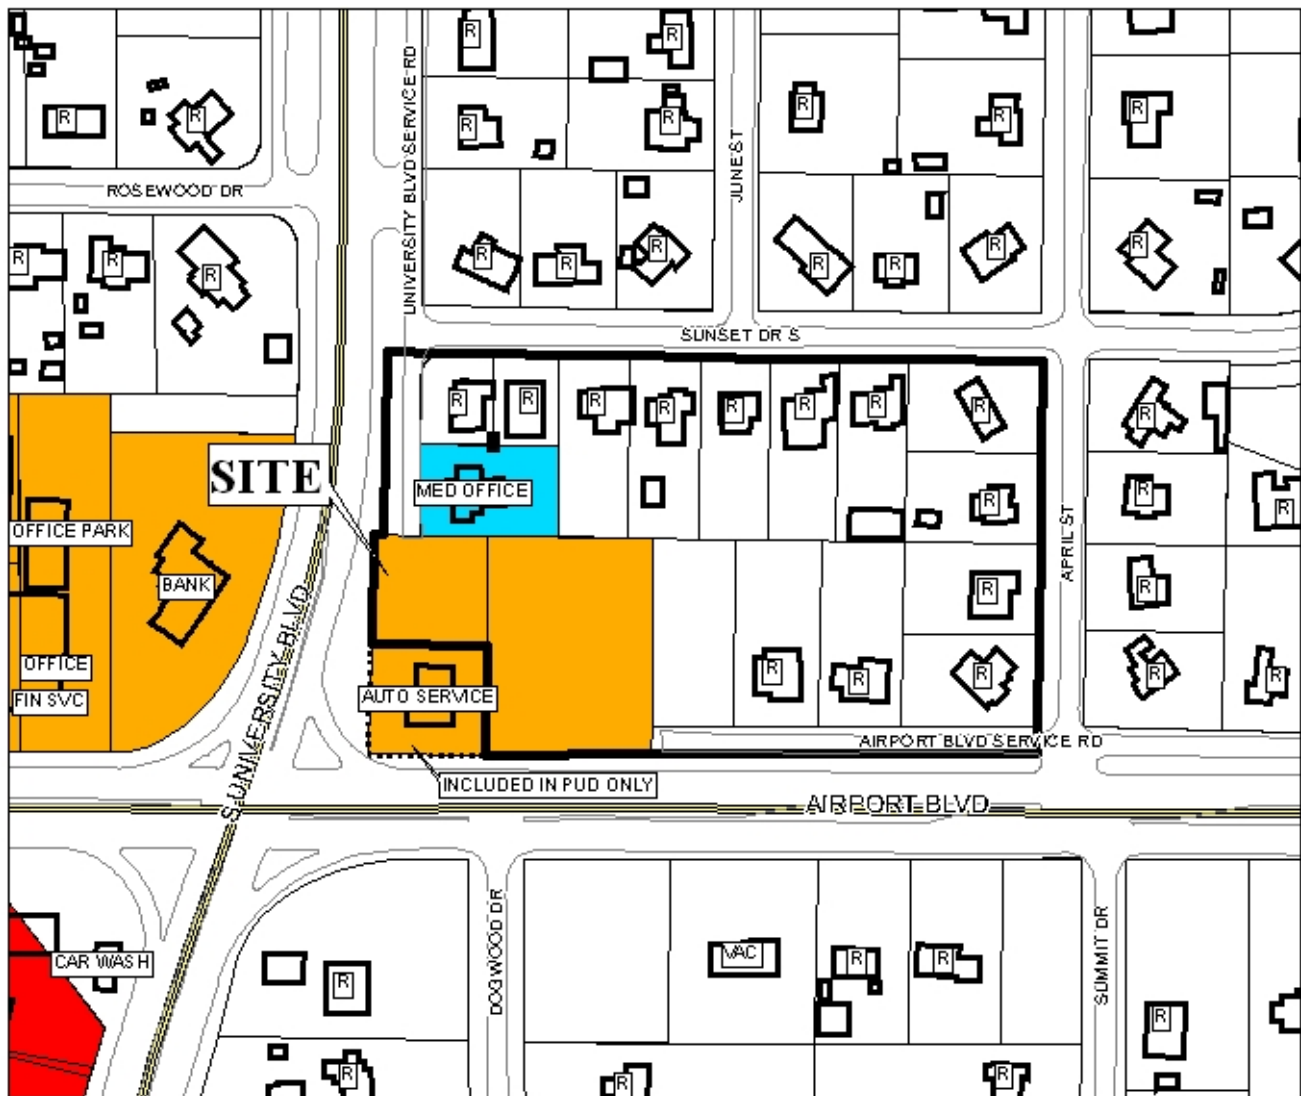 R
R
UNIVERSITY BLVD SERVICE RD
R
R
R
R
R
R
R
JUNE ST
ROSEWOOD DR
R
R
R
R
R
R
R
R
R
R
SUNSET DR S
R
R
R
R
R
R
R
R
R
SITE
MED OFFICE
R
R
R
OFFICE PARK
BANK
APRIL ST
R
R
S UNIVERSITY BLVD
OFFICE
FIN SVC
AUTO SERVICE
R
R
R
R
R
AIRPORT BLVD SERVICE RD
INCLUDED IN PUD ONLY
AIRPORT BLVD
DOGWOOD DR
SUMMIT DR
CAR WASH
VAC
R
R
R
R
R
R
R